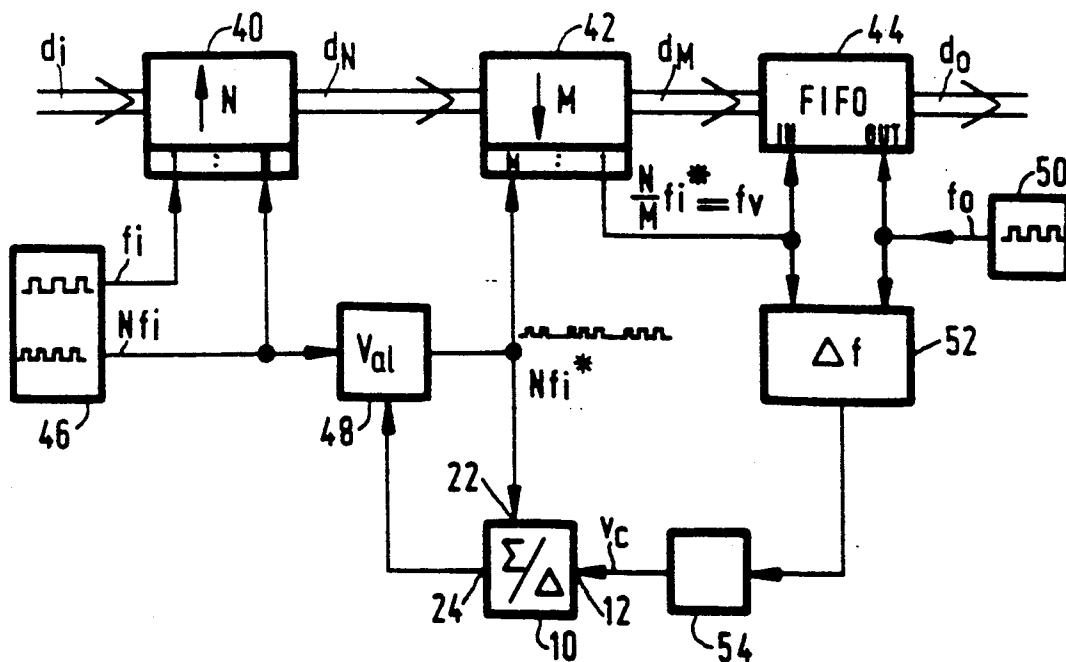 40
42
44
di
dN
dM
do
↑ N
↓ M
FIFO
IN
OUT
:
M :
N/M fi* = fv
50
fo
fi
Nfi
Val
Nfi*
Δf
52
46
48
22
Σ/Δ
vc
24
12
10
54